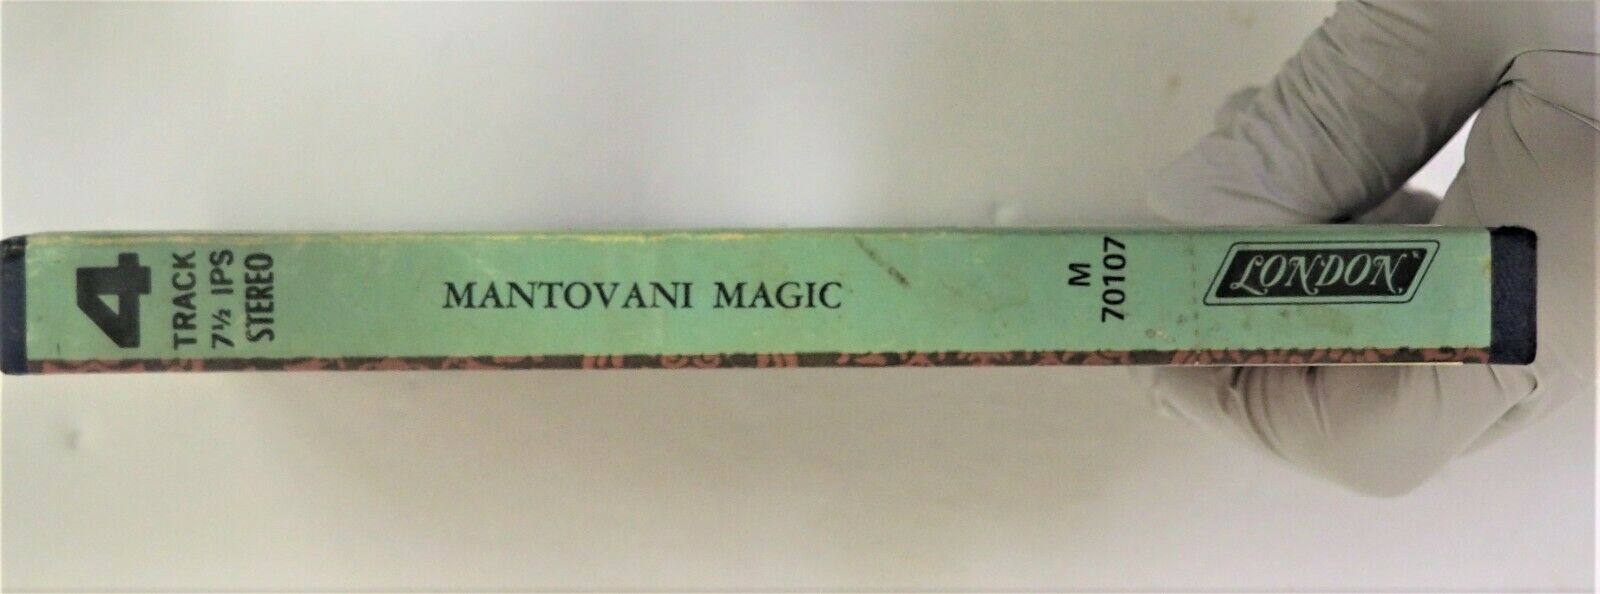 4
TRACK
7½ IPS
STEREO
MANTOVANI MAGIC
M
70107
LONDON